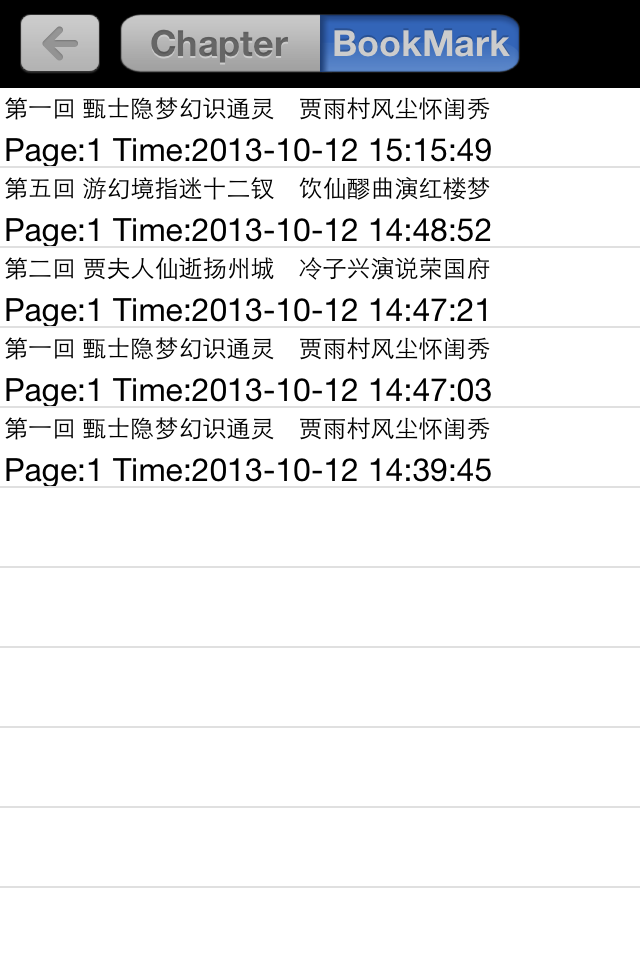 Chapter BookMark
第一回 甄士隐梦幻识通灵　贾雨村风尘怀闺秀
Page:1 Time:2013-10-12 15:15:49
第五回 游幻境指迷十二钗　饮仙醪曲演红楼梦
Page:1 Time:2013-10-12 14:48:52
第二回 贾夫人仙逝扬州城　冷子兴演说荣国府
Page:1 Time:2013-10-12 14:47:21
第一回 甄士隐梦幻识通灵　贾雨村风尘怀闺秀
Page:1 Time:2013-10-12 14:47:03
第一回 甄士隐梦幻识通灵　贾雨村风尘怀闺秀
Page:1 Time:2013-10-12 14:39:45